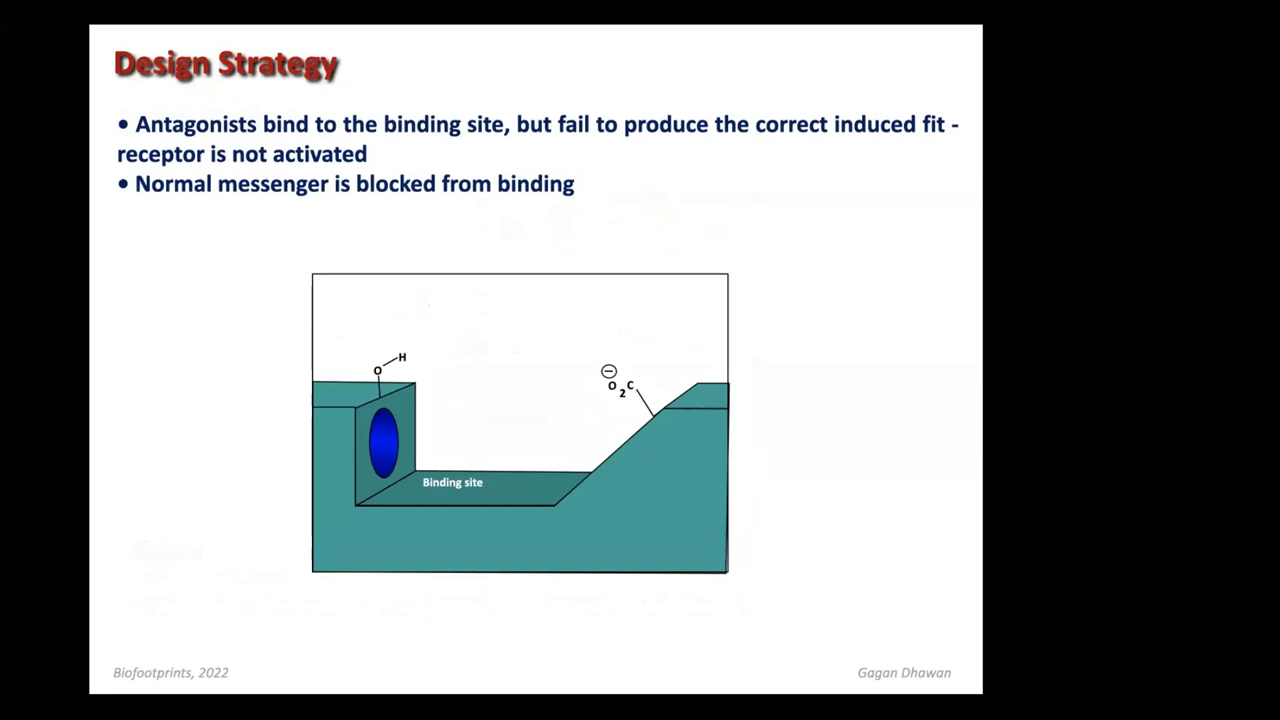 Design Strategy
• Antagonists bind to the binding site, but fail to produce the correct induced fit -
receptor is not activated
• Normal messenger is blocked from binding
H
O
⊖
O2C
Binding site
Biofootprints, 2022
Gagan Dhawan